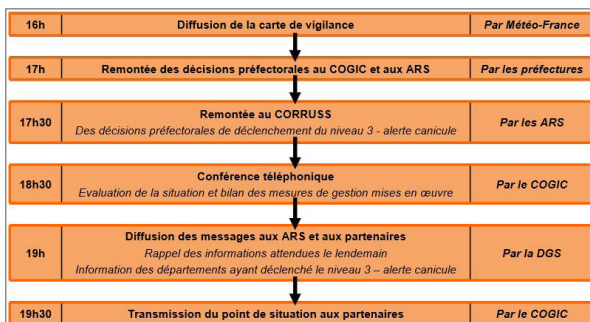 16h Diffusion de la carte de vigilance Par Météo-France
17h Remontée des décisions préfectorales au COGIC et aux ARS Par les préfectures
Remontée au CORRUSS
17h30 Des décisions préfectorales de déclenchement du niveau 3 - alerte canicule Par les ARS
Conférence téléphonique
18h30 Evaluation de la situation et bilan des mesures de gestion mises en œuvre Par le COGIC
Diffusion des messages aux ARS et aux partenaires
19h Rappel des informations attendues le lendemain Par la DGS
Information des départements ayant déclenché le niveau 3 – alerte canicule
19h30 Transmission du point de situation aux partenaires Par le COGIC